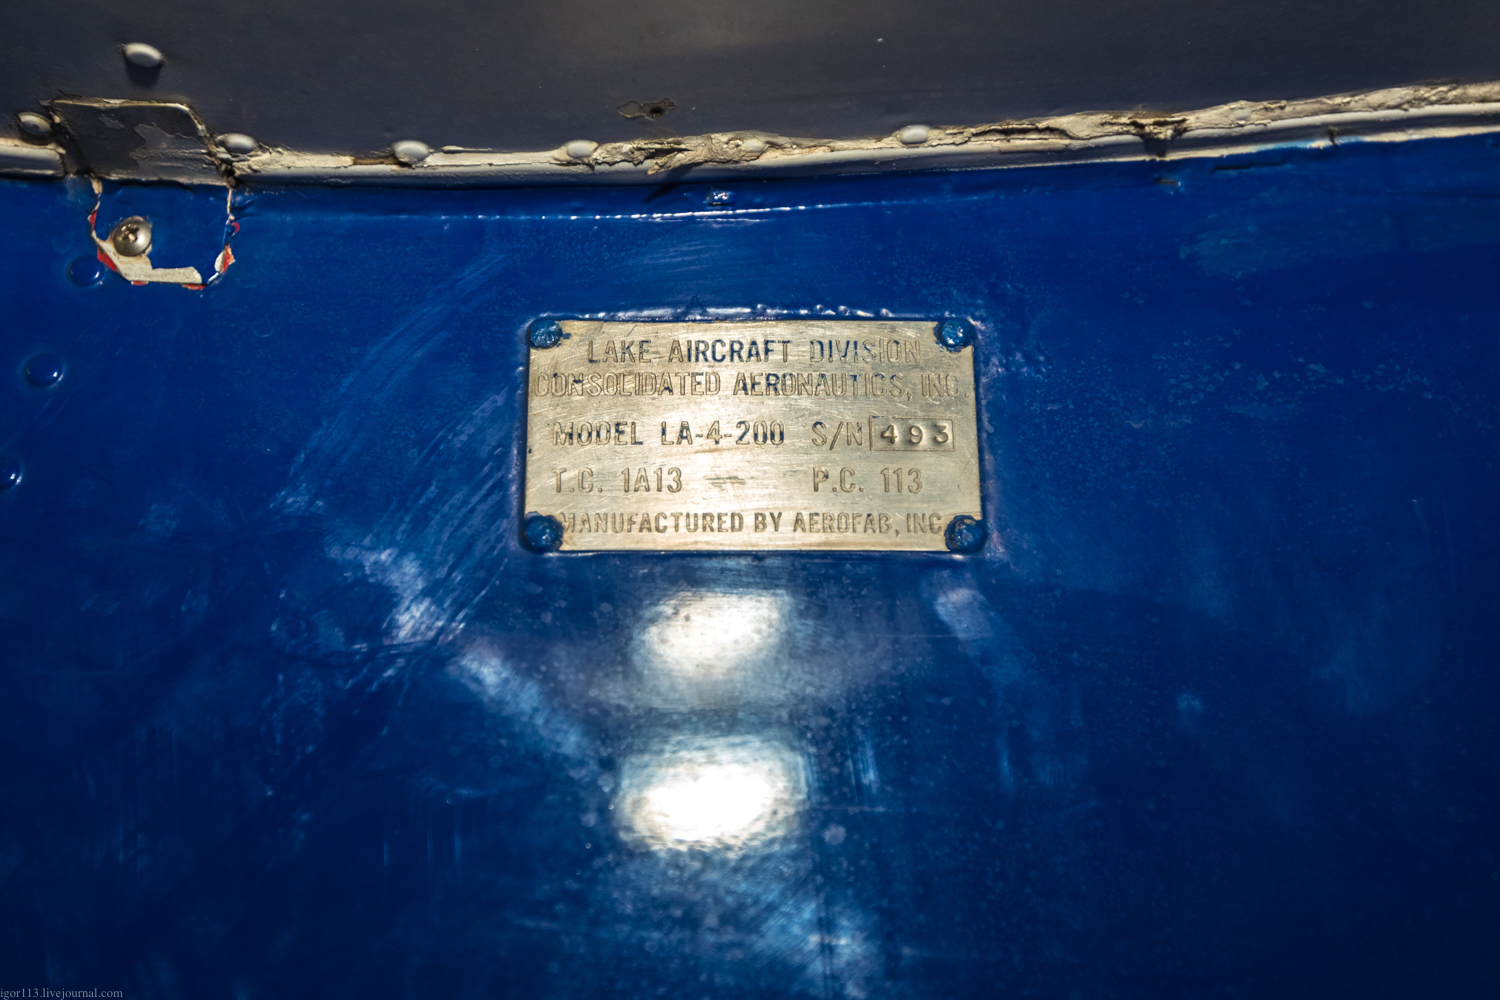 LAKE AIRCRAFT DIVISION
CONSOLIDATED AERONAUTICS, INC
MODEL LA-4-200 S/N 493
T.C. 1A13 P.C. 113
MANUFACTURED BY AEROFAB, INC.
igor113.livejournal.com